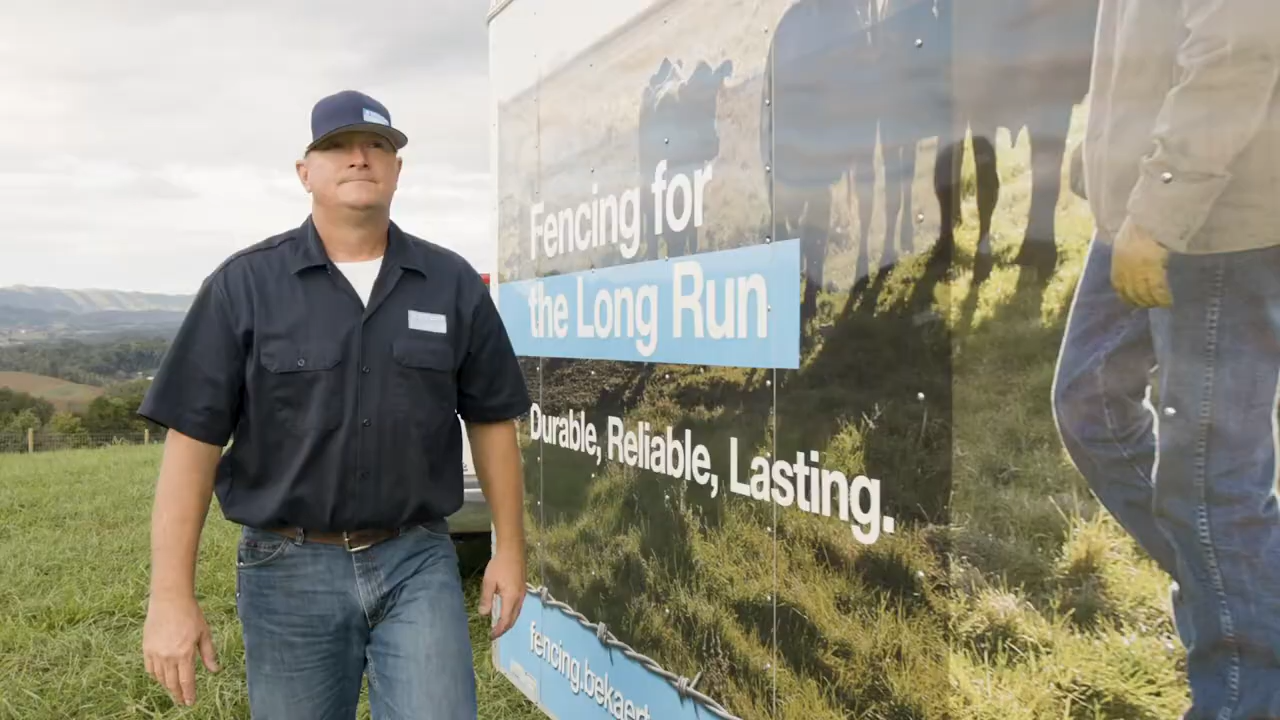 Fencing for
the Long Run
Durable, Reliable, Lasting.
fencing.bekaert